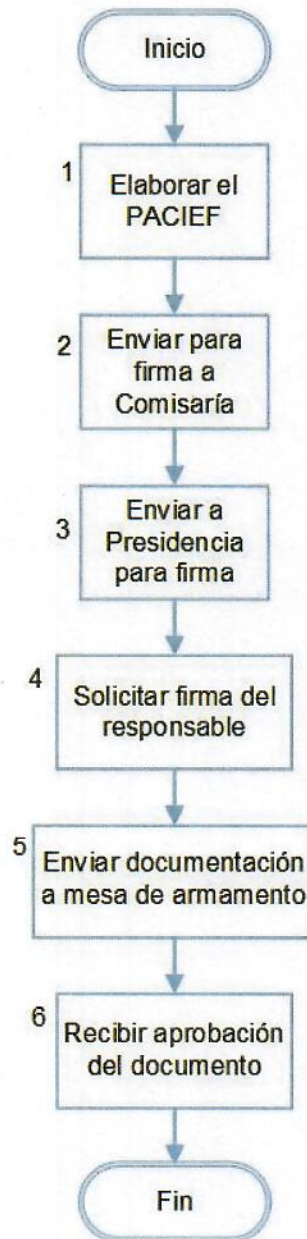 Inicio
1
Elaborar el
PACIEF
2
Enviar para
firma a
Comisaría
3
Enviar a
Presidencia
para firma
4
Solicitar firma del
responsable
5
Enviar documentación
a mesa de armamento
6
Recibir aprobación
del documento
Fin